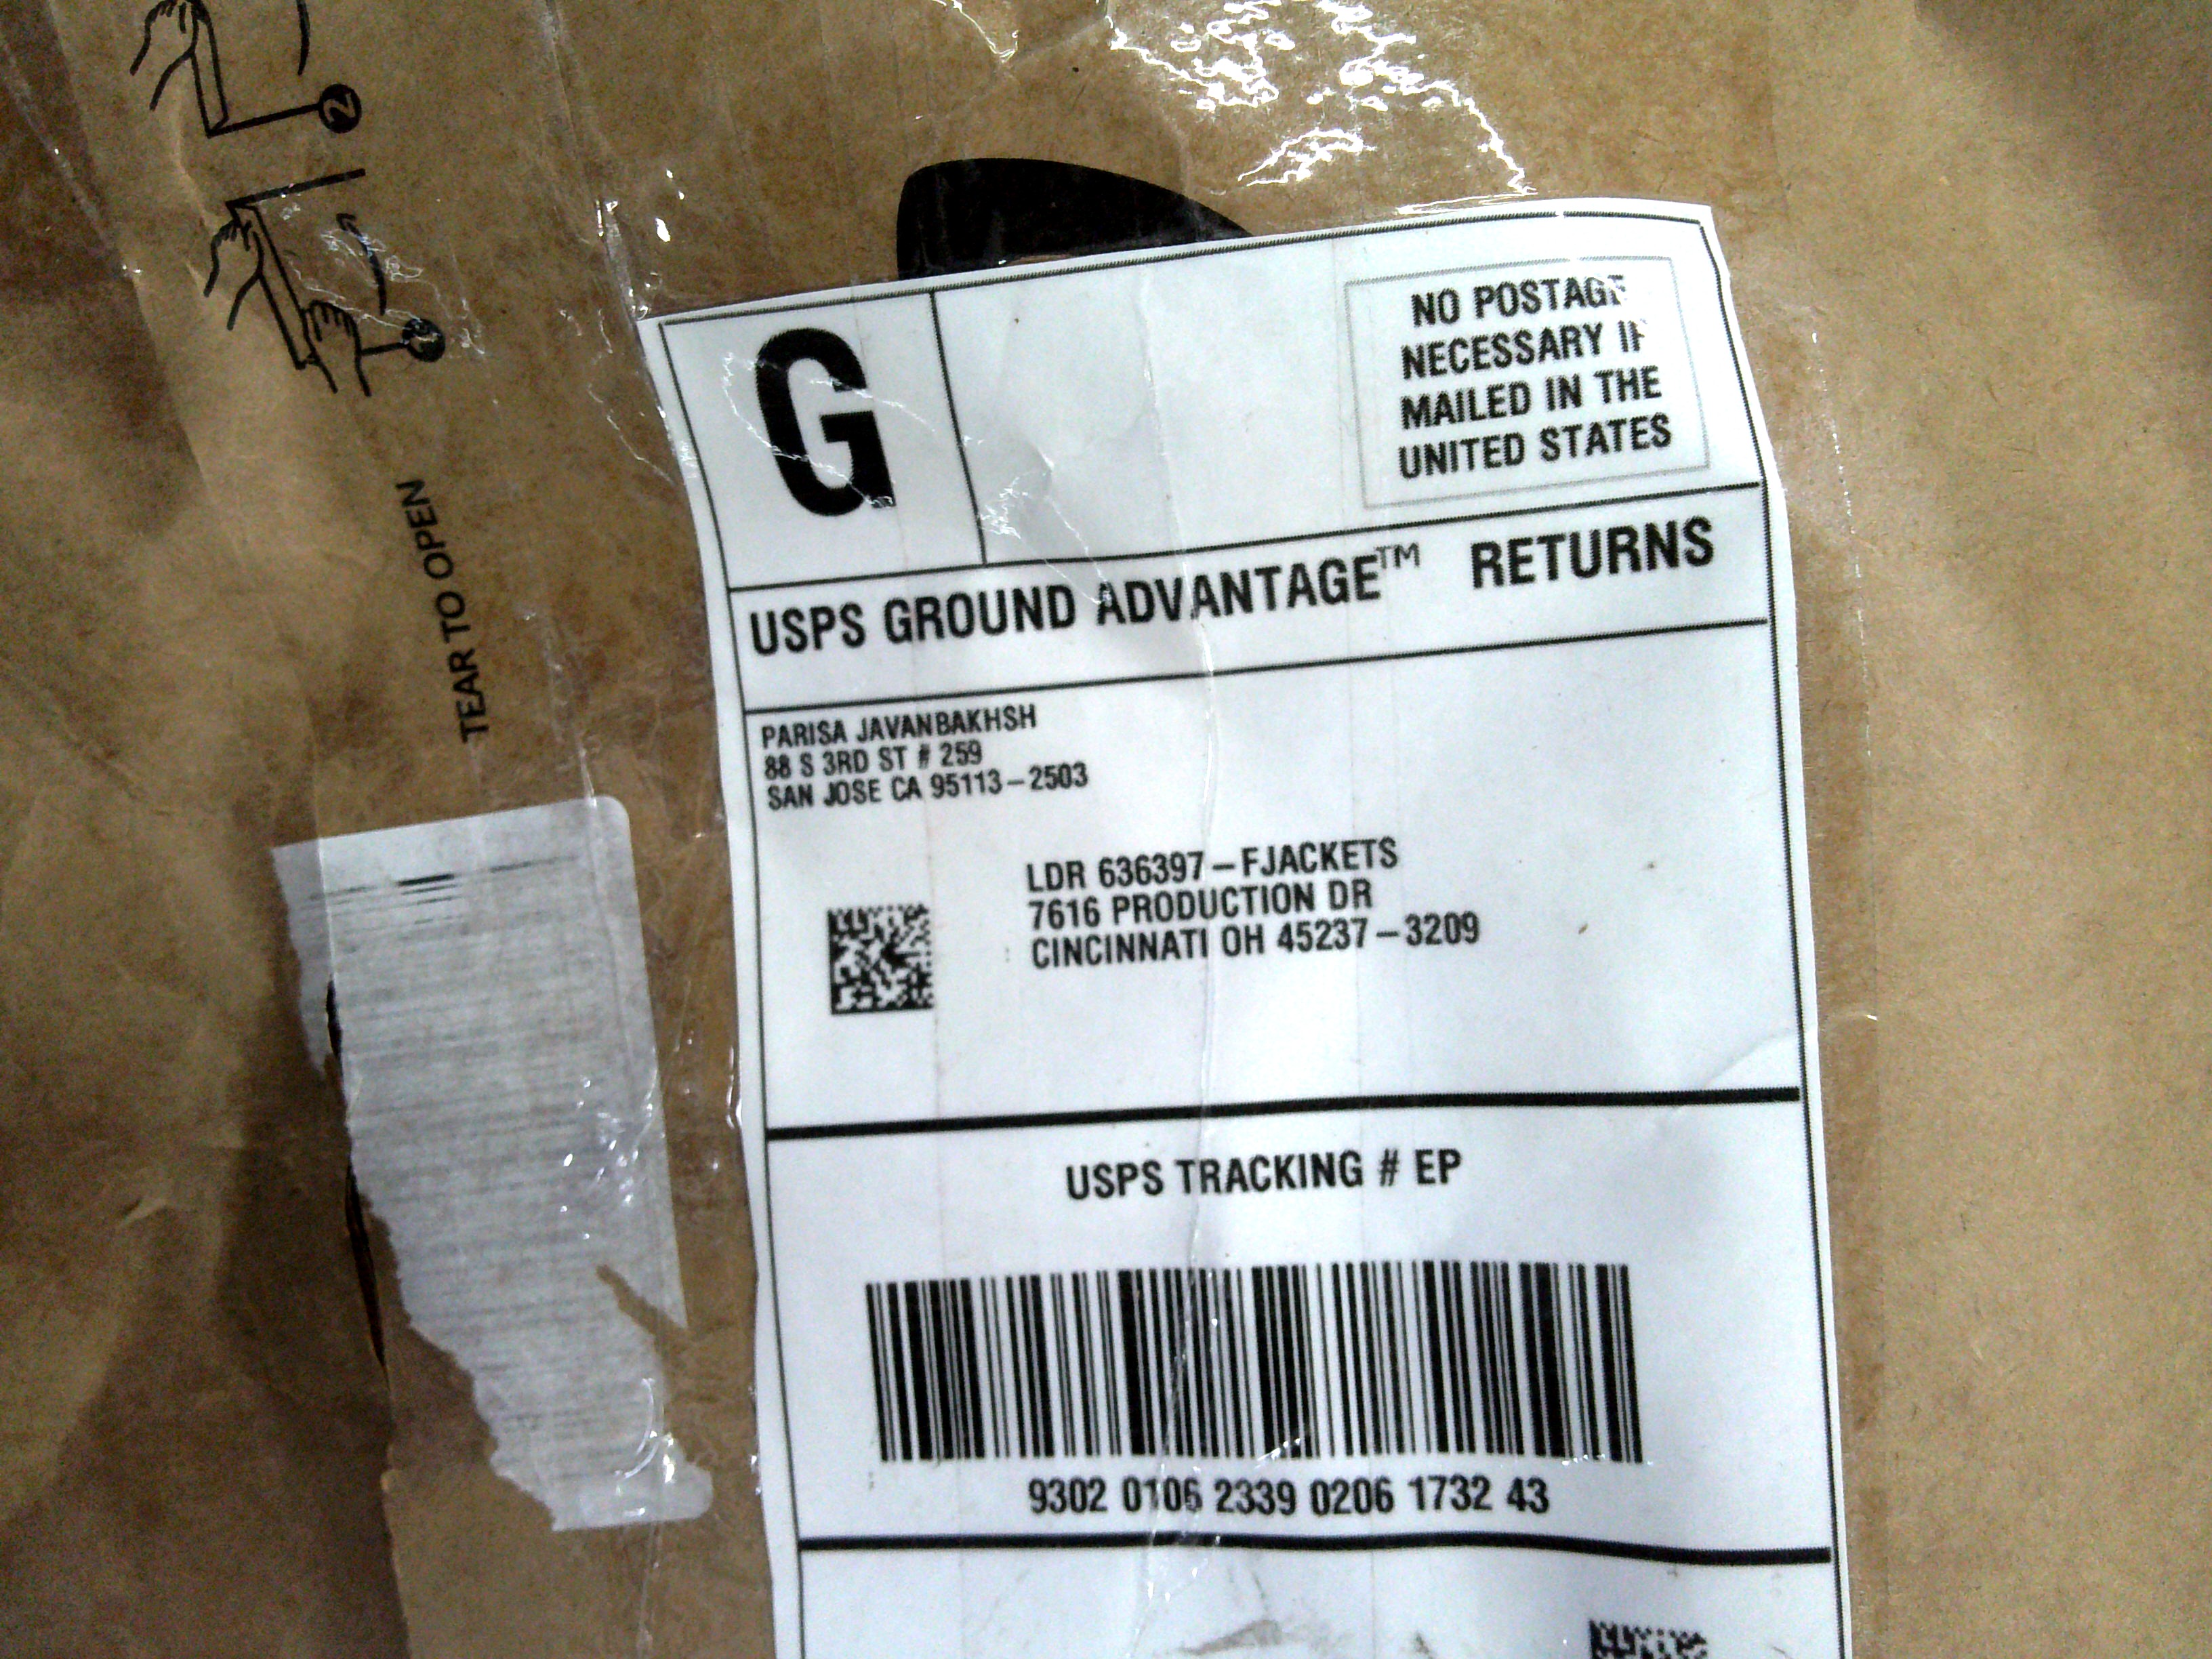 2
3
TEAR TO OPEN
G
NO POSTAGE
NECESSARY IF
MAILED IN THE
UNITED STATES
USPS GROUND ADVANTAGE™ RETURNS
PARISA JAVANBAKHSH
88 S 3RD ST # 259
SAN JOSE CA 95113-2503
LDR 636397-FJACKETS
7616 PRODUCTION DR
CINCINNATI OH 45237-3209
USPS TRACKING # EP
9302 0106 2339 0206 1732 43